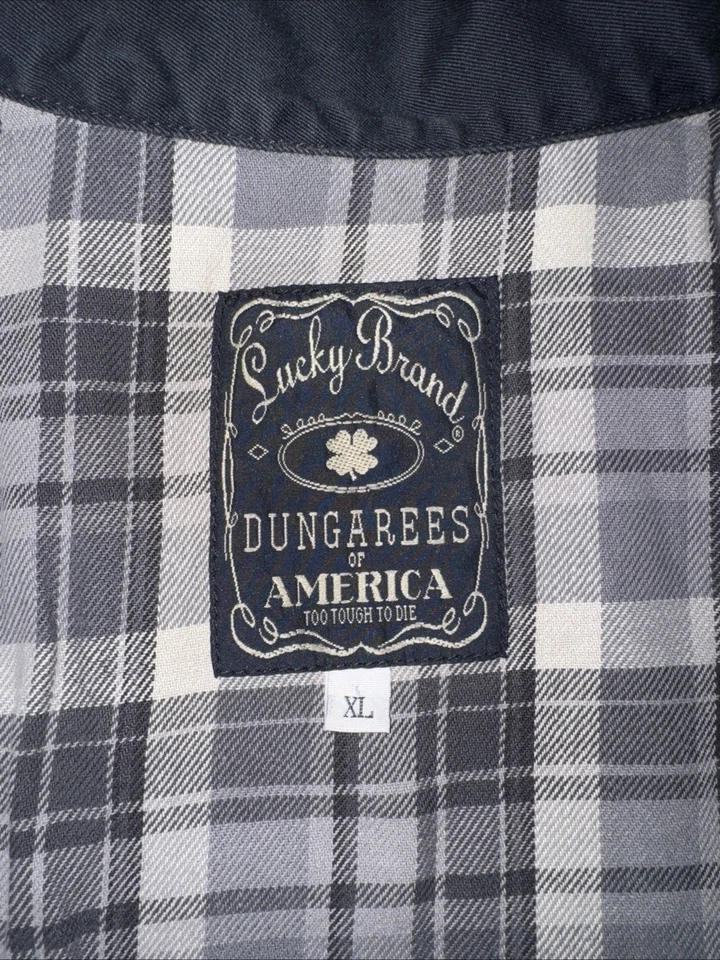 Lucky Brand
®
DUNGAREES
OF
AMERICA
TOO TOUGH TO DIE
XL